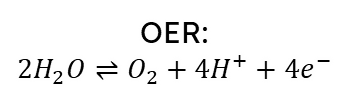 OER:
2H₂O ⇌ O₂ + 4H⁺ + 4e⁻